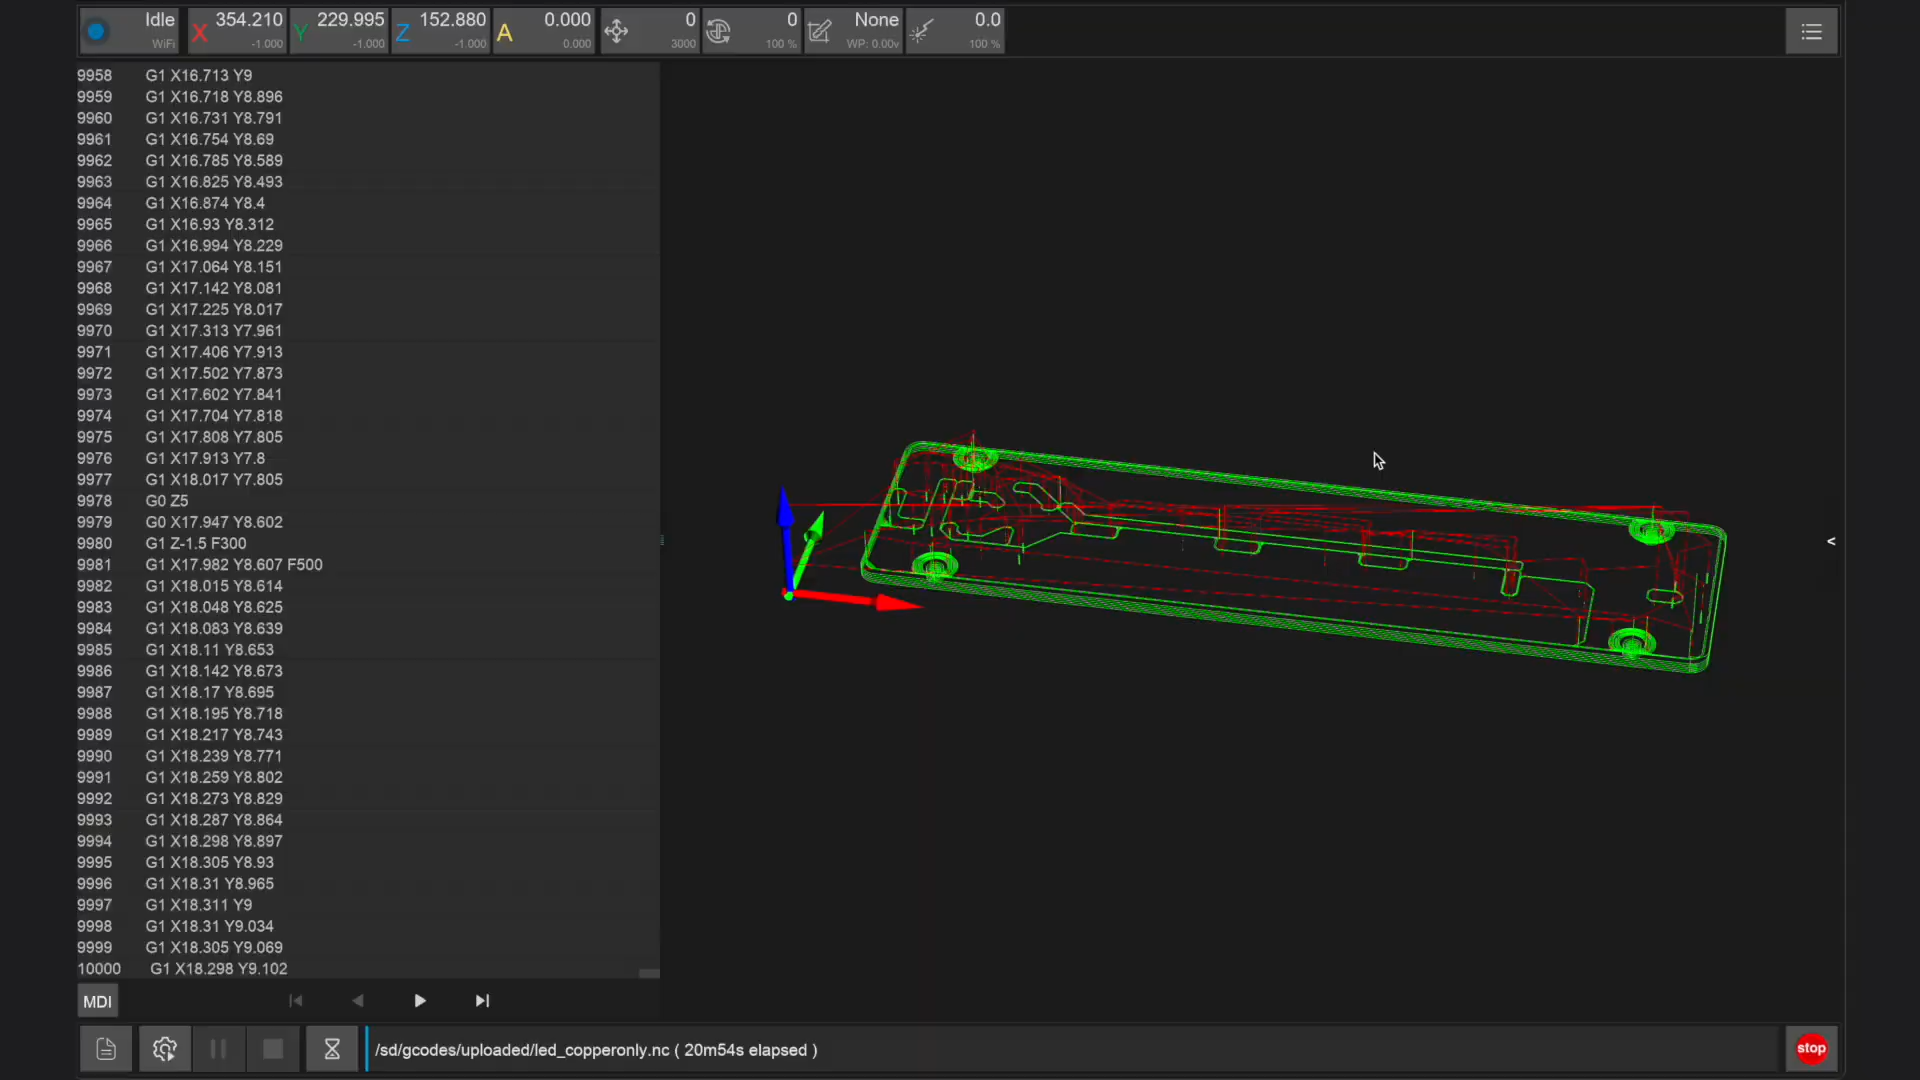 Idle
WiFi
X 354.210
-1.000
Y 229.995
-1.000
Z 152.880
-1.000
A 0.000
0.000
0
3000
0
100 %
None
WP: 0.00v
0.0
100 %
9958 G1 X16.713 Y9
9959 G1 X16.718 Y8.896
9960 G1 X16.731 Y8.791
9961 G1 X16.754 Y8.69
9962 G1 X16.785 Y8.589
9963 G1 X16.825 Y8.493
9964 G1 X16.874 Y8.4
9965 G1 X16.93 Y8.312
9966 G1 X16.994 Y8.229
9967 G1 X17.064 Y8.151
9968 G1 X17.142 Y8.081
9969 G1 X17.225 Y8.017
9970 G1 X17.313 Y7.961
9971 G1 X17.406 Y7.913
9972 G1 X17.502 Y7.873
9973 G1 X17.602 Y7.841
9974 G1 X17.704 Y7.818
9975 G1 X17.808 Y7.805
9976 G1 X17.913 Y7.8
9977 G1 X18.017 Y7.805
9978 G0 Z5
9979 G0 X17.947 Y8.602
9980 G1 Z-1.5 F300
9981 G1 X17.982 Y8.607 F500
9982 G1 X18.015 Y8.614
9983 G1 X18.048 Y8.625
9984 G1 X18.083 Y8.639
9985 G1 X18.11 Y8.653
9986 G1 X18.142 Y8.673
9987 G1 X18.17 Y8.695
9988 G1 X18.195 Y8.718
9989 G1 X18.217 Y8.743
9990 G1 X18.239 Y8.771
9991 G1 X18.259 Y8.802
9992 G1 X18.273 Y8.829
9993 G1 X18.287 Y8.864
9994 G1 X18.298 Y8.897
9995 G1 X18.305 Y8.93
9996 G1 X18.31 Y8.965
9997 G1 X18.311 Y9
9998 G1 X18.31 Y9.034
9999 G1 X18.305 Y9.069
10000 G1 X18.298 Y9.102
<
MDI
/sd/gcodes/uploaded/led_copperonly.nc ( 20m54s elapsed )
stop